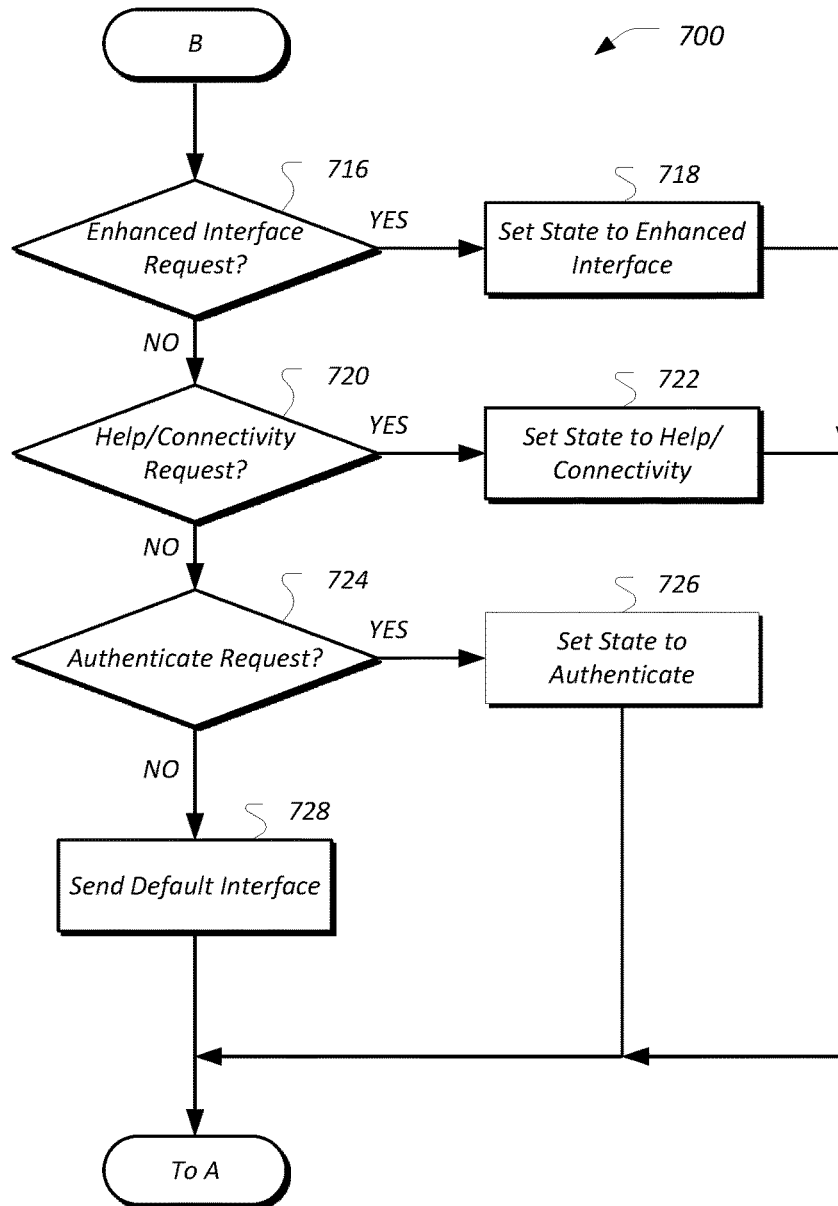 B
700
716
Enhanced Interface
Request?
YES
718
Set State to Enhanced
Interface
NO
720
Help/Connectivity
Request?
YES
722
Set State to Help/
Connectivity
NO
724
Authenticate Request?
YES
726
Set State to
Authenticate
NO
728
Send Default Interface
To A